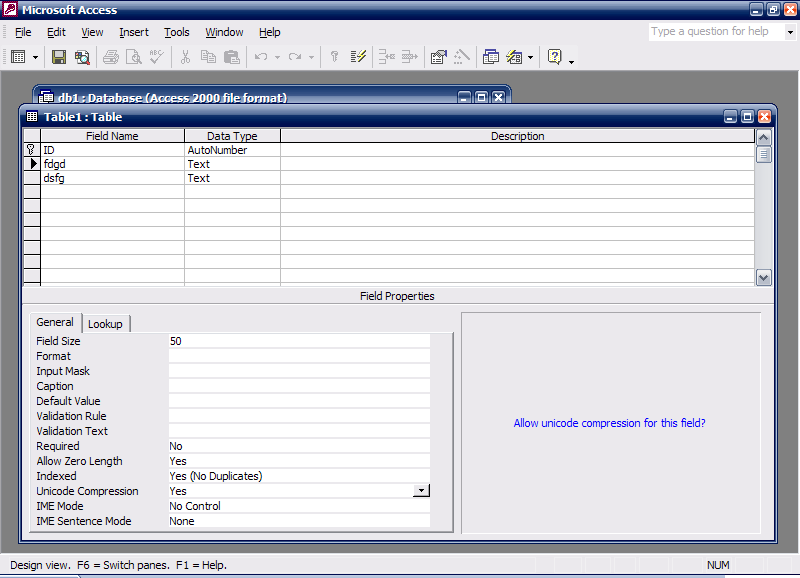 Microsoft Access
File Edit View Insert Tools Window Help Type a question for help
db1 : Database (Access 2000 file format)
Table1 : Table
Field Name Data Type Description
ID AutoNumber
fdgd Text
dsfg Text
Field Properties
General Lookup
Field Size 50
Format
Input Mask
Caption
Default Value
Validation Rule
Validation Text
Required No
Allow Zero Length Yes
Indexed Yes (No Duplicates)
Unicode Compression Yes
IME Mode No Control
IME Sentence Mode None
Allow unicode compression for this field?
Design view. F6 = Switch panes. F1 = Help. NUM